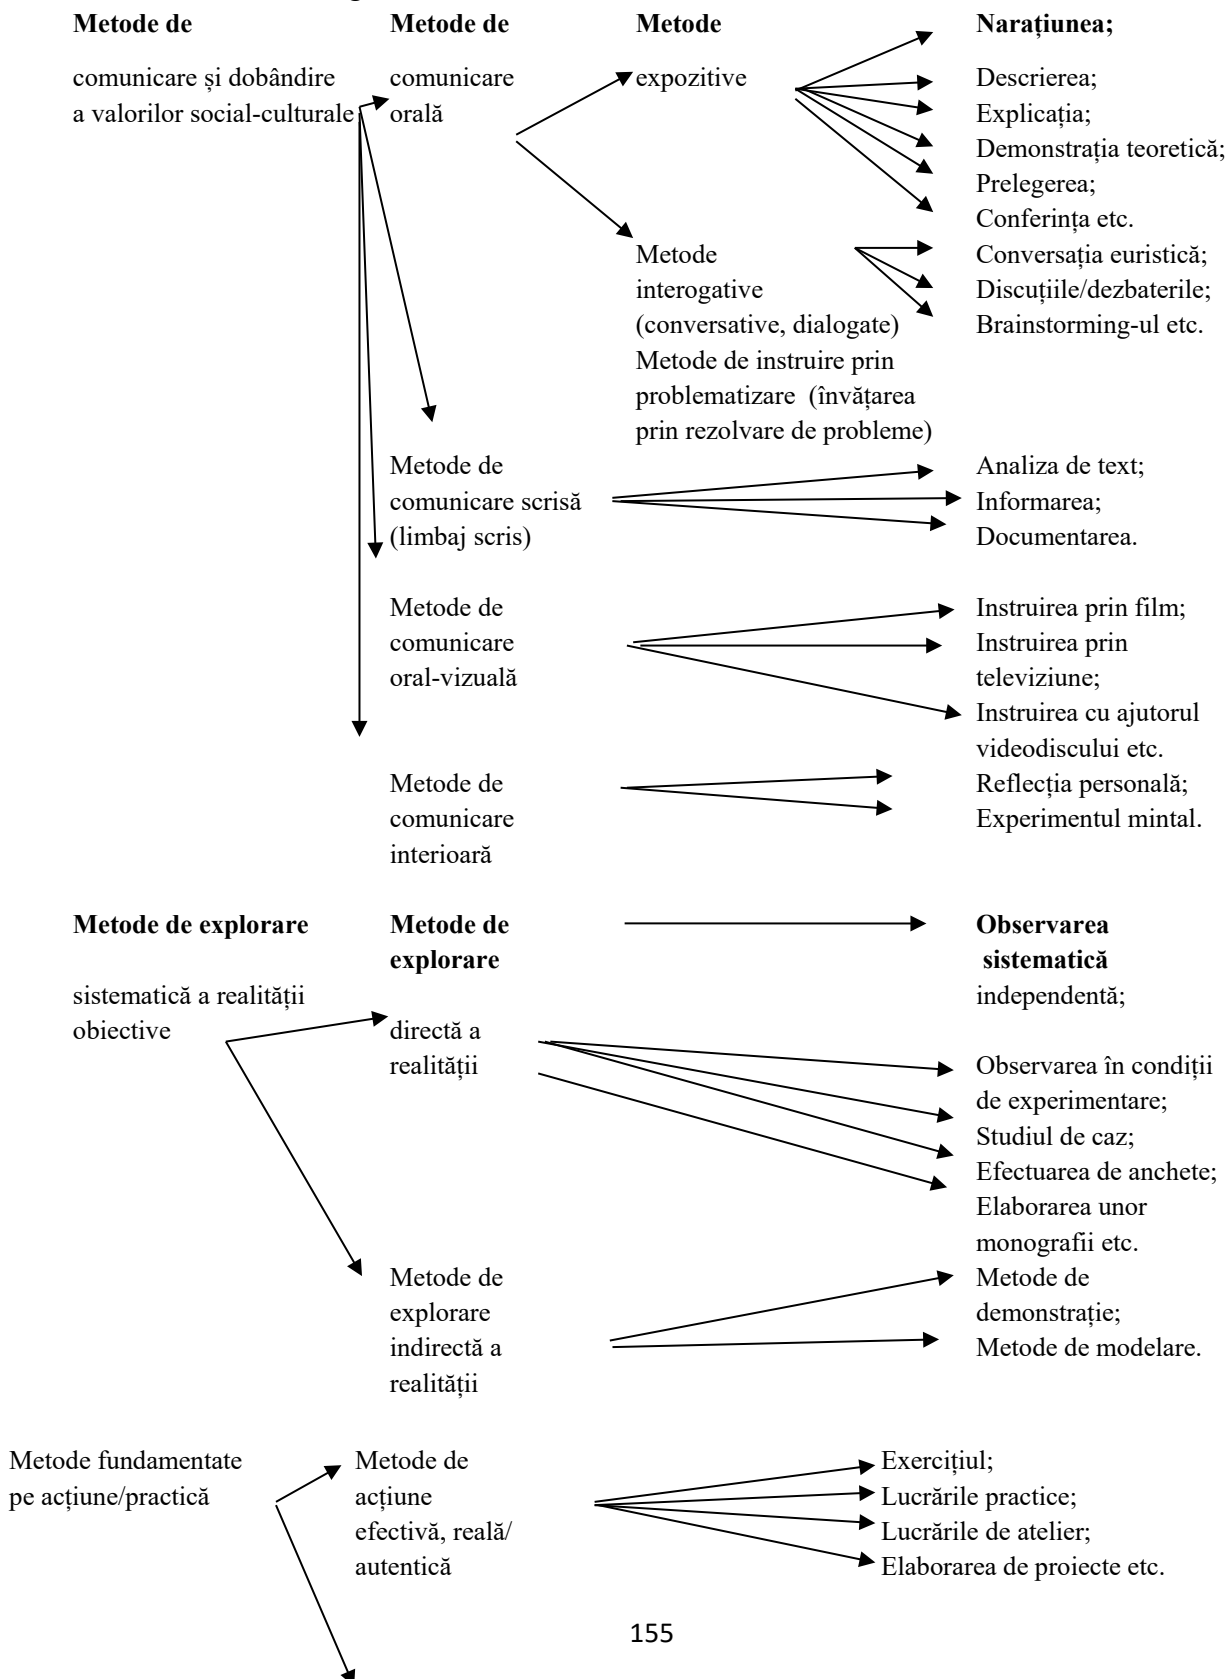 Metode de
comunicare și dobândire
a valorilor social-culturale
Metode de
comunicare
orală
Metode
expozitive
Narațiunea;
Descrierea;
Explicația;
Demonstrația teoretică;
Prelegerea;
Conferința etc.
Metode
interogative
(conversative, dialogate)
Conversația euristică;
Discuțiile/dezbaterile;
Brainstorming-ul etc.
Metode de instruire prin
problematizare (învățarea
prin rezolvare de probleme)
Metode de
comunicare scrisă
(limbaj scris)
Analiza de text;
Informarea;
Documentarea.
Metode de
comunicare
oral-vizuală
Instruirea prin film;
Instruirea prin
televiziune;
Instruirea cu ajutorul
videodiscului etc.
Metode de
comunicare
interioară
Reflecția personală;
Experimentul mintal.
Metode de explorare
sistematică a realității
obiective
Metode de
explorare
directă a
realității
Observarea
sistematică
independentă;
Observarea în condiții
de experimentare;
Studiul de caz;
Efectuarea de anchete;
Elaborarea unor
monografii etc.
Metode de
explorare
indirectă a
realității
Metode de
demonstrație;
Metode de modelare.
Metode fundamentate
pe acțiune/practică
Metode de
acțiune
efectivă, reală/
autentică
Exercițiul;
Lucrările practice;
Lucrările de atelier;
Elaborarea de proiecte etc.
155